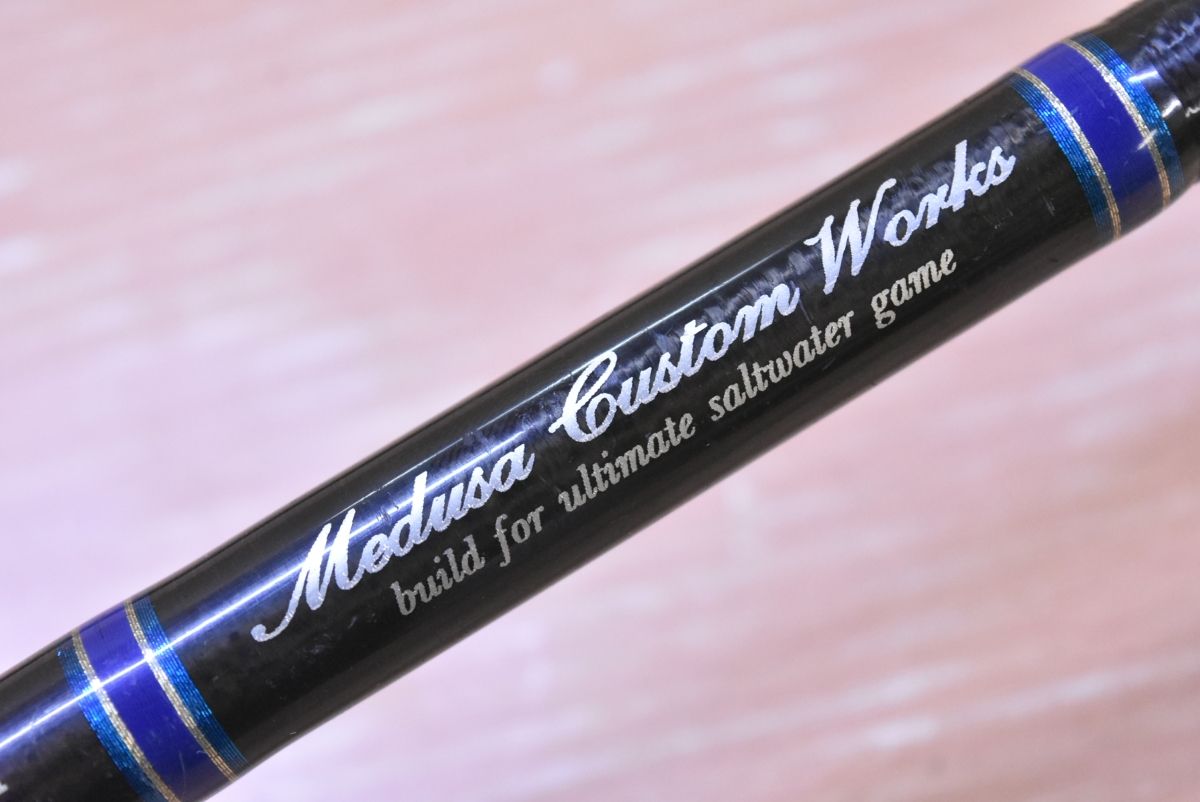 Medusa Custom Works
build for ultimate saltwater game